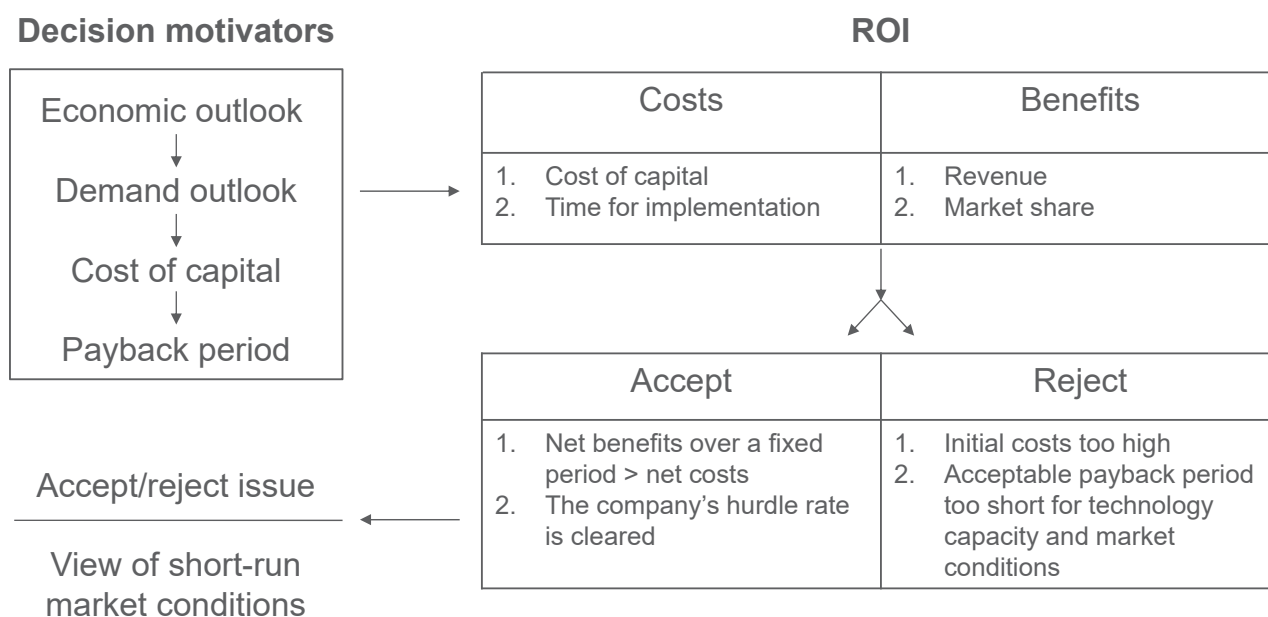 Decision motivators
ROI
Economic outlook
Demand outlook
Cost of capital
Payback period
Costs
Benefits
1. Cost of capital
2. Time for implementation
1. Revenue
2. Market share
Accept
Reject
1. Net benefits over a fixed
period > net costs
2. The company’s hurdle rate
is cleared
1. Initial costs too high
2. Acceptable payback period
too short for technology
capacity and market
conditions
Accept/reject issue
View of short-run
market conditions